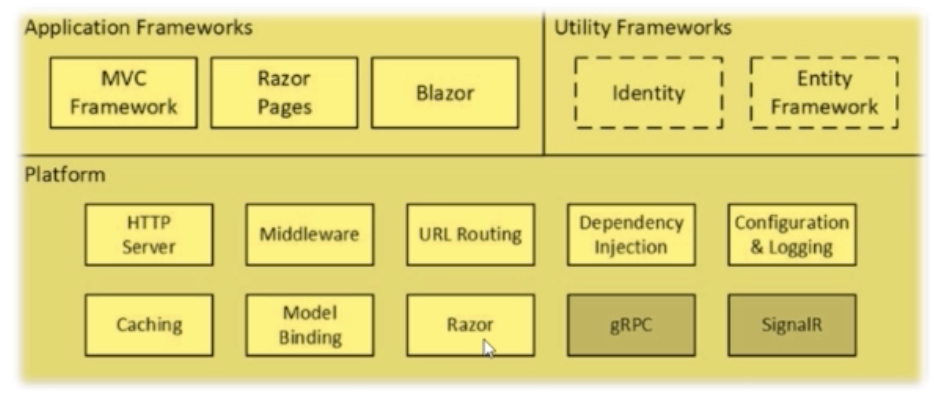 Application Frameworks
Utility Frameworks
MVC
Framework
Razor
Pages
Blazor
Identity
Entity
Framework
Platform
HTTP
Server
Middleware
URL Routing
Dependency
Injection
Configuration
& Logging
Caching
Model
Binding
Razor
gRPC
SignalR